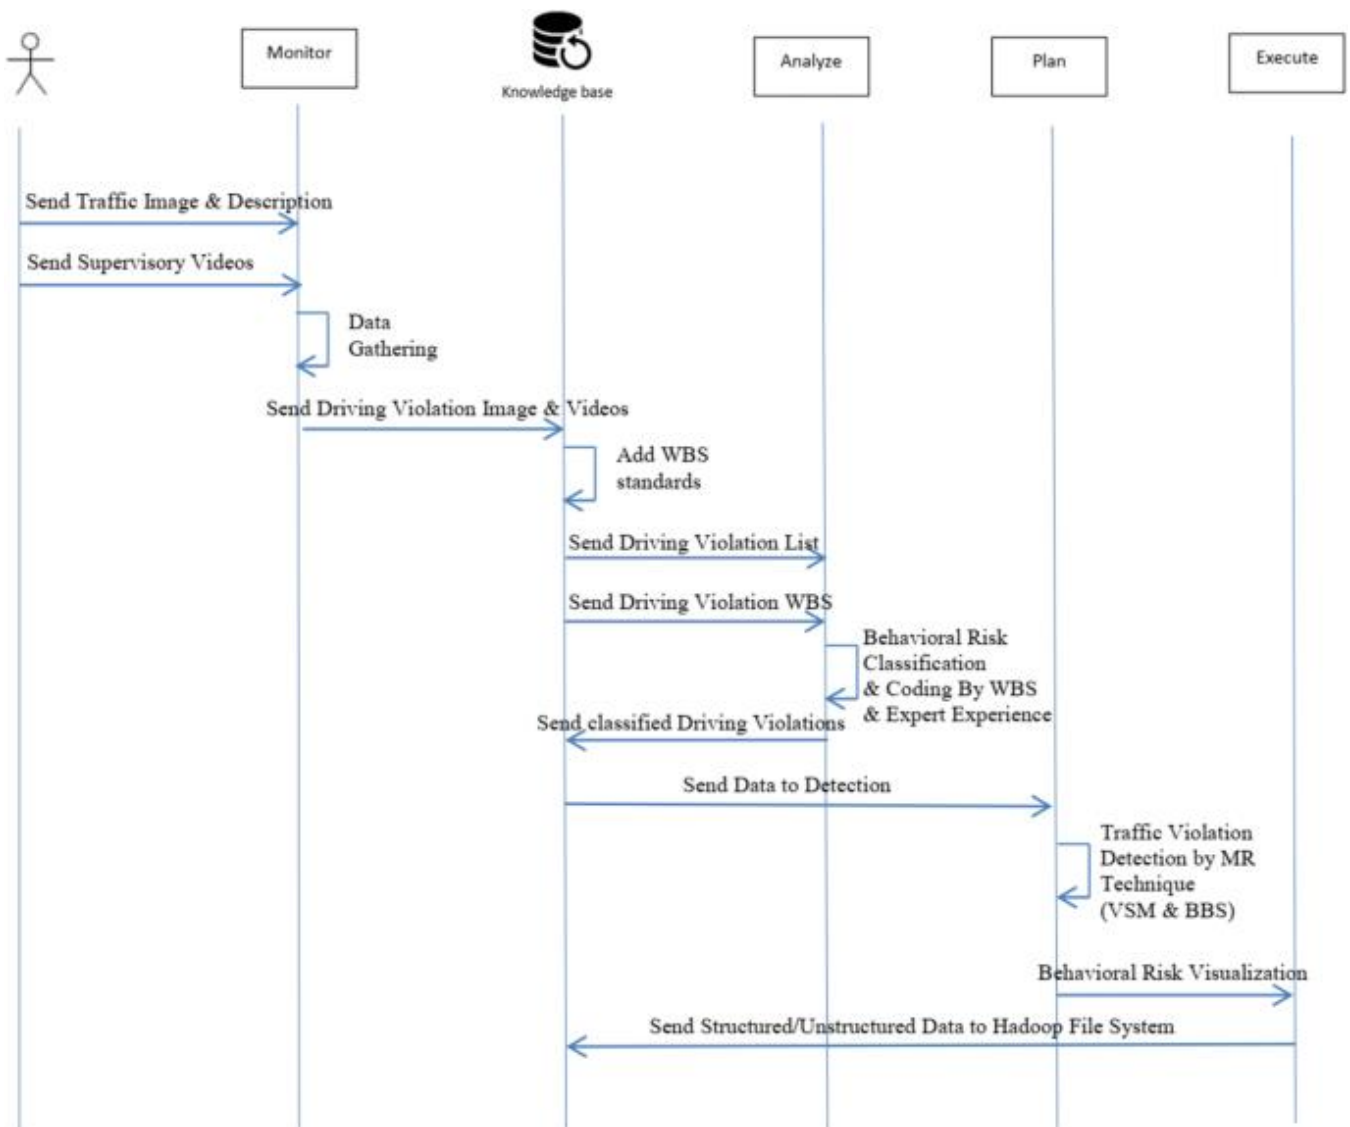 Monitor
Knowledge base
Analyze
Plan
Execute
Send Traffic Image & Description
Send Supervisory Videos
Data
Gathering
Send Driving Violation Image & Videos
Add WBS
standards
Send Driving Violation List
Send Driving Violation WBS
Behavioral Risk
Classification
& Coding By WBS
& Expert Experience
Send classified Driving Violations
Send Data to Detection
Traffic Violation
Detection by MR
Technique
(VSM & BBS)
Behavioral Risk Visualization
Send Structured/Unstructured Data to Hadoop File System